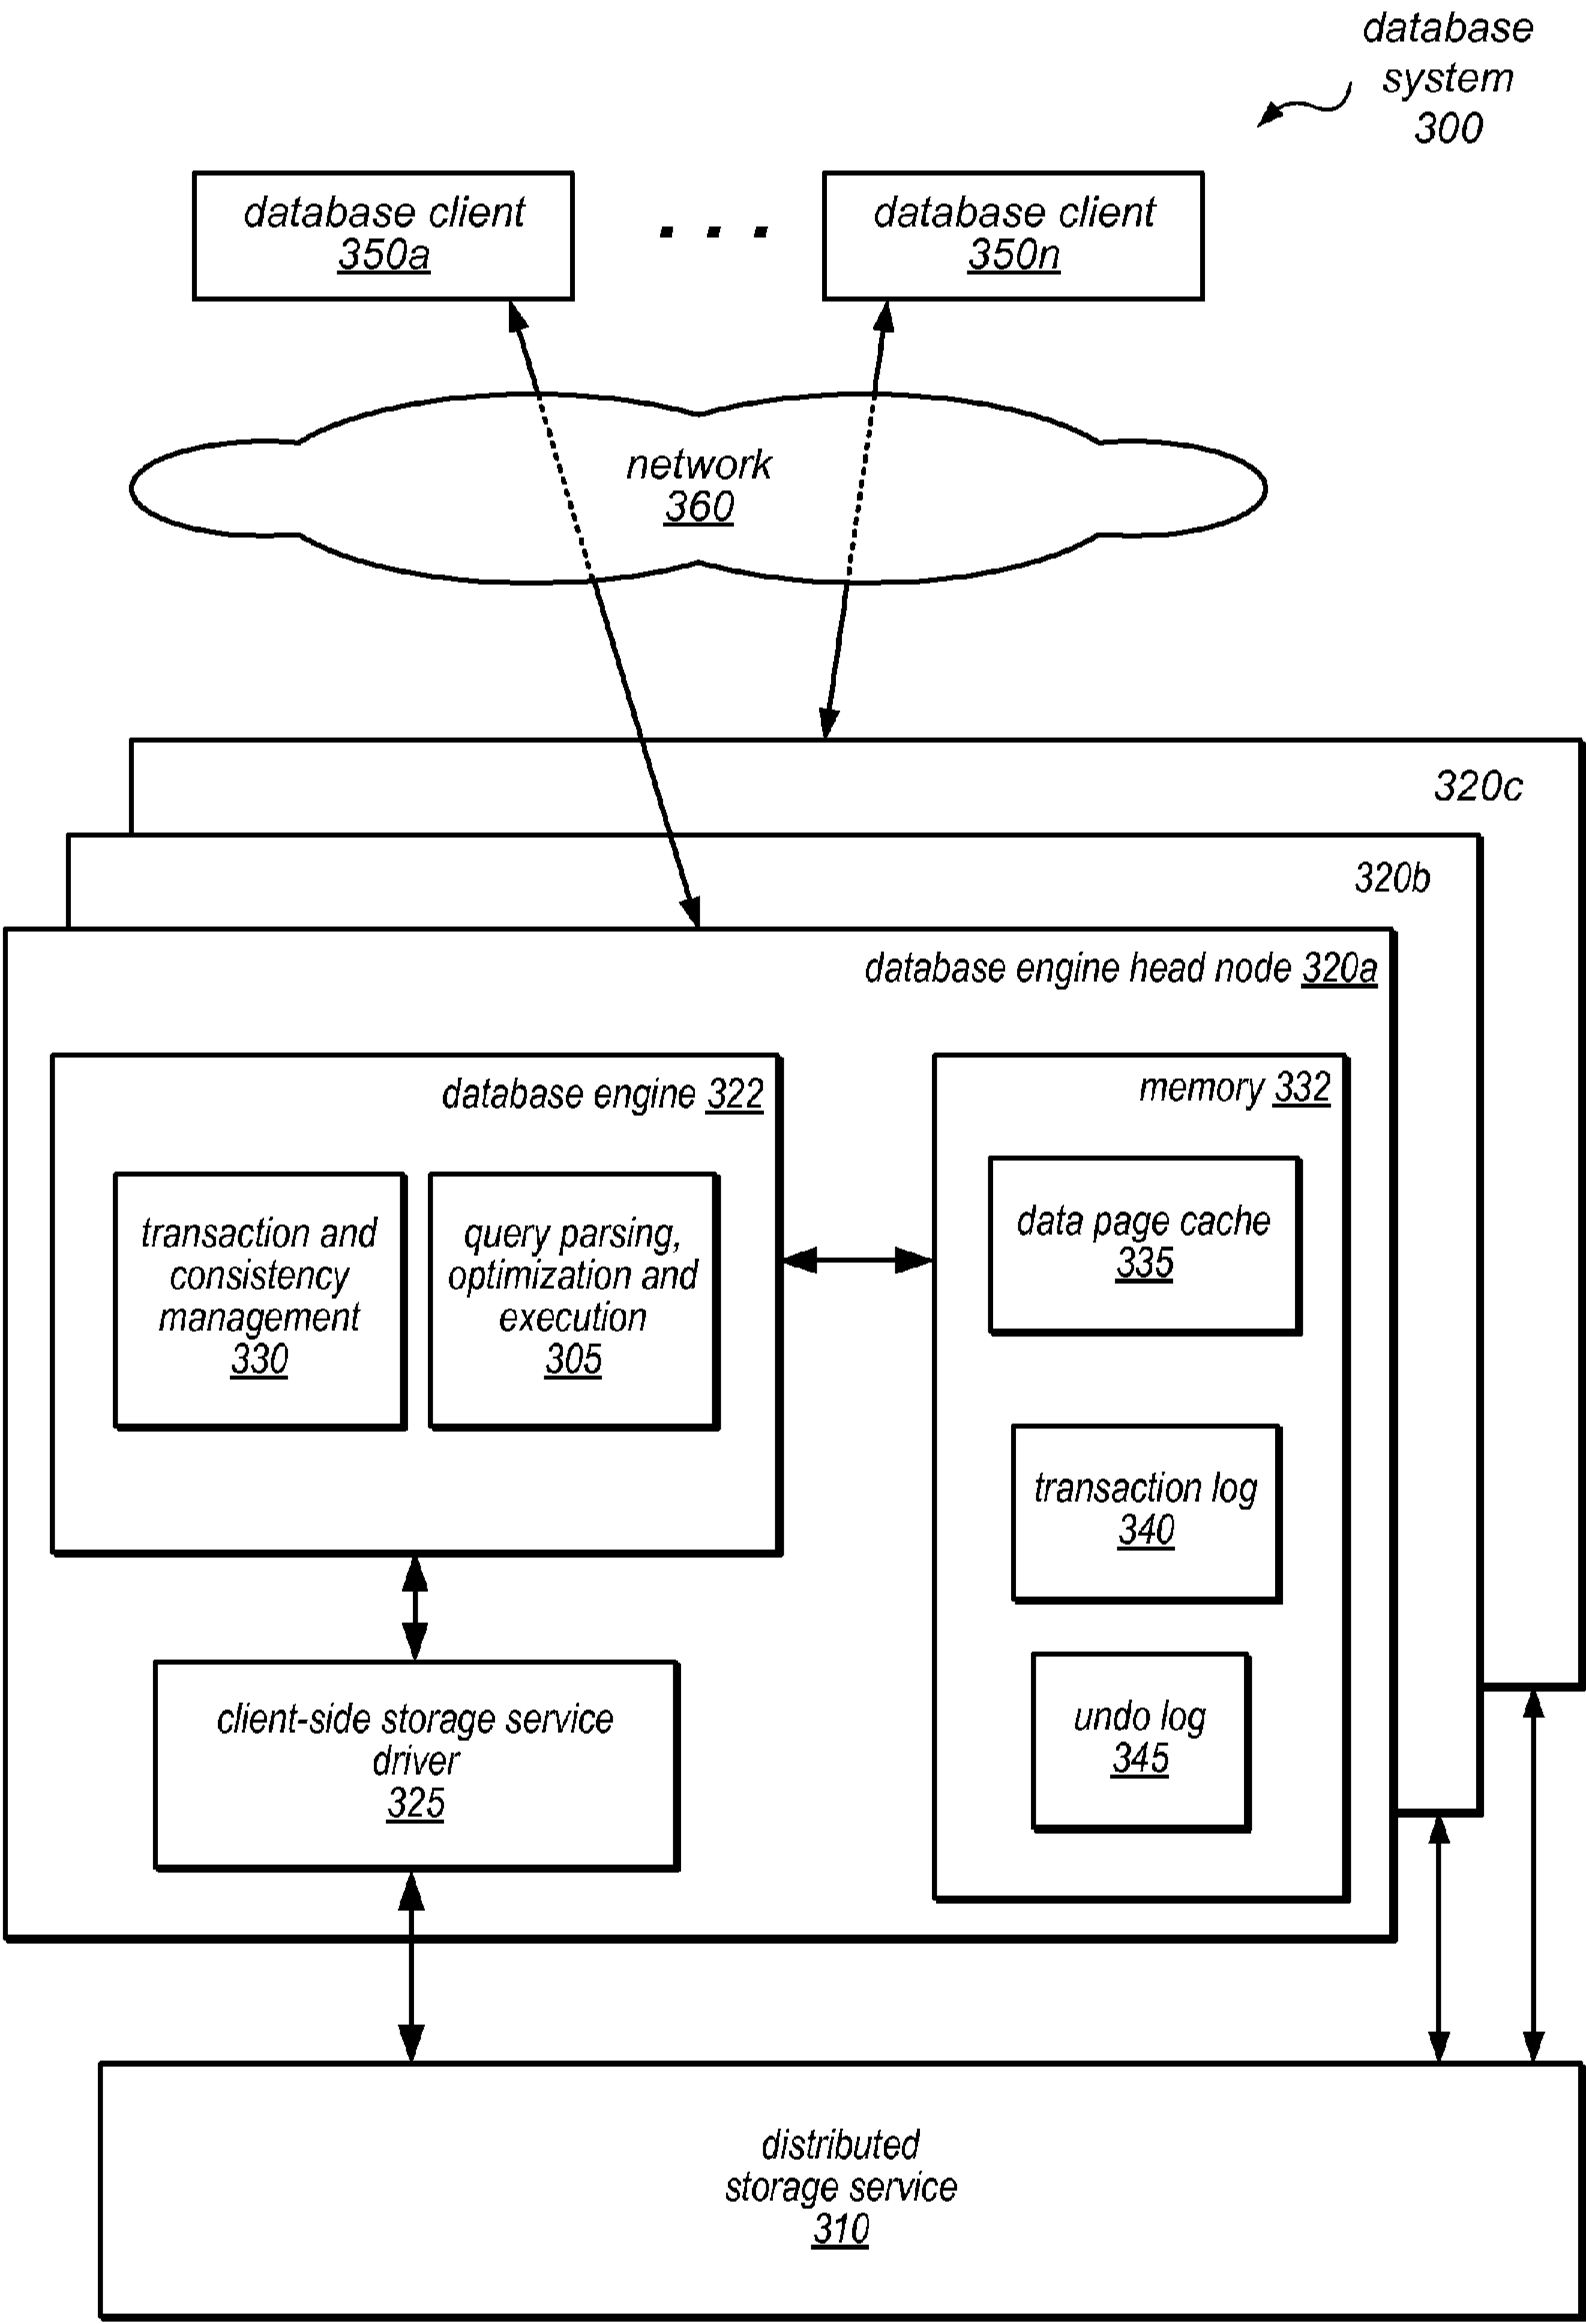 database
system
300
database client
350a
database client
350n
network
360
320c
320b
database engine head node 320a
database engine 322
memory 332
transaction and
consistency
management
330
query parsing,
optimization and
execution
305
data page cache
335
transaction log
340
undo log
345
client-side storage service
driver
325
distributed
storage service
310